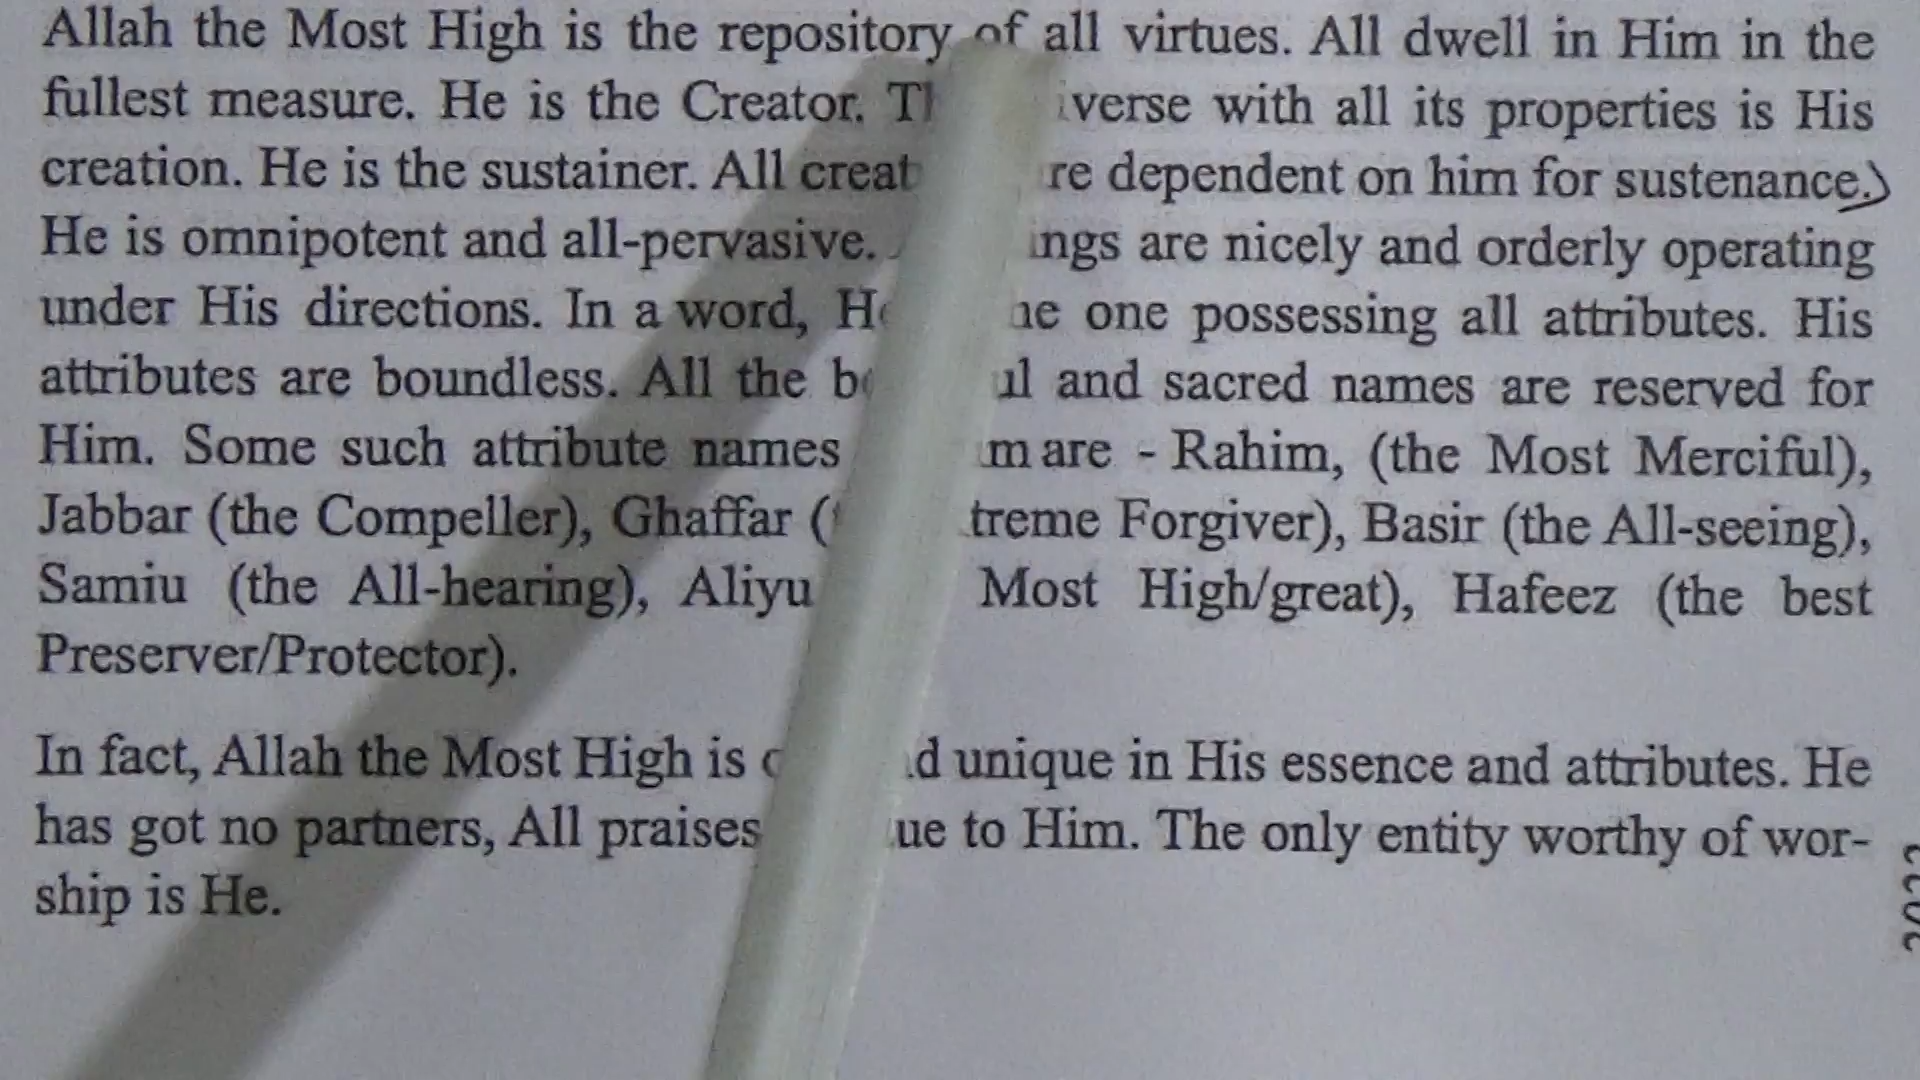 Allah the Most High is the repository of all virtues. All dwell in Him in the
fullest measure. He is the Creator. with all its properties is His
creation. He is the sustainer. All dependent on him for sustenance.
He is omnipotent and all-pervasive. are nicely and orderly operating
under His directions. In a word, one possessing all attributes. His
attributes are boundless. All the and sacred names are reserved for
Him. Some such attribute names are - Rahim, (the Most Merciful),
Jabbar (the Compeller), Ghaffar ( Forgiver), Basir (the All-seeing),
Samiu (the All-hearing), Aliyu Most High/great), Hafeez (the best
Preserver/Protector).
In fact, Allah the Most High is unique in His essence and attributes. He
has got no partners, All praises to Him. The only entity worthy of wor-
ship is He.